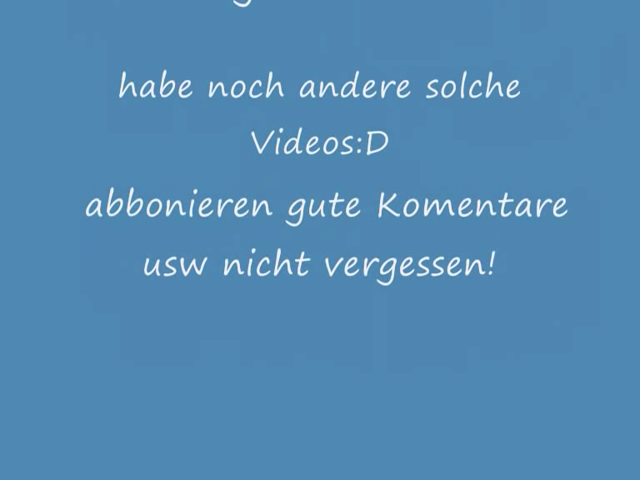 habe noch andere solche
Videos:D
abbonieren gute Komentare
usw nicht vergessen!